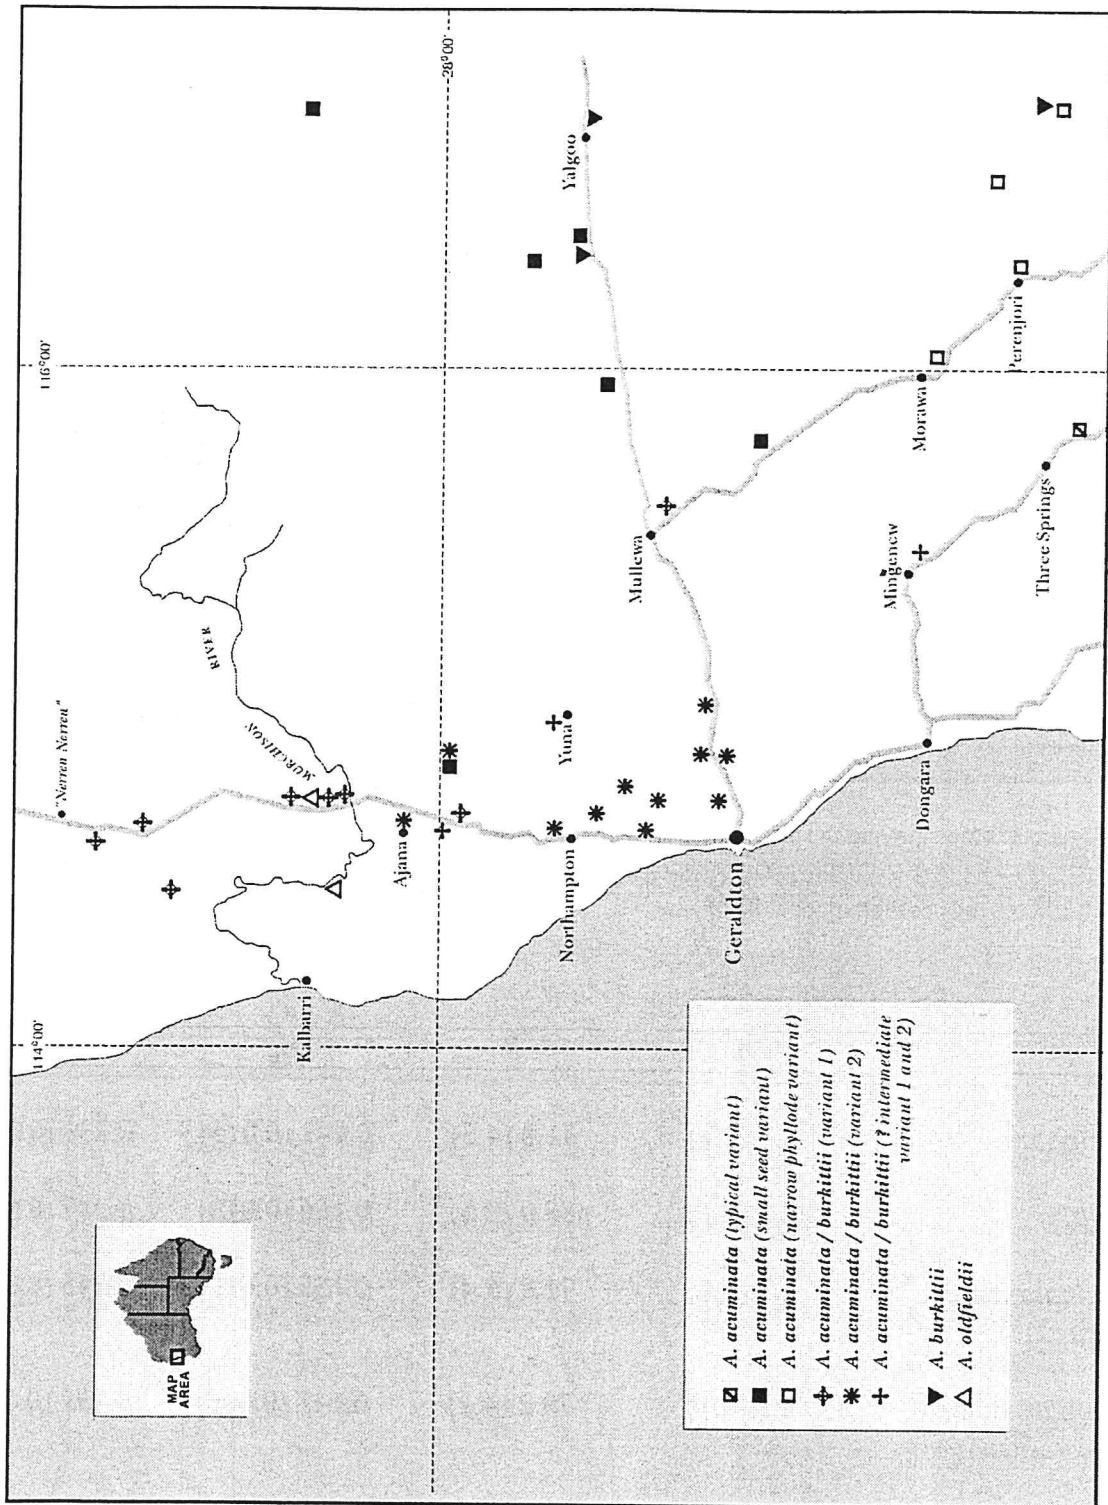 114°00'
116°00'
28°00'
"Nerren Nerren"
MURCHISON
RIVER
Kalbarri
Ajana
Northampton
Yuna
Geraldton
Mullewa
Yalgoo
Dongara
Mingenew
Morawa
Three Springs
Perenjori
MAP
AREA
A. acuminata (typical variant)
A. acuminata (small seed variant)
A. acuminata (narrow phyllode variant)
A. acuminata / burkittii (variant 1)
A. acuminata / burkittii (variant 2)
A. acuminata / burkittii (? intermediate
variant 1 and 2)
A. burkittii
A. oldfieldii